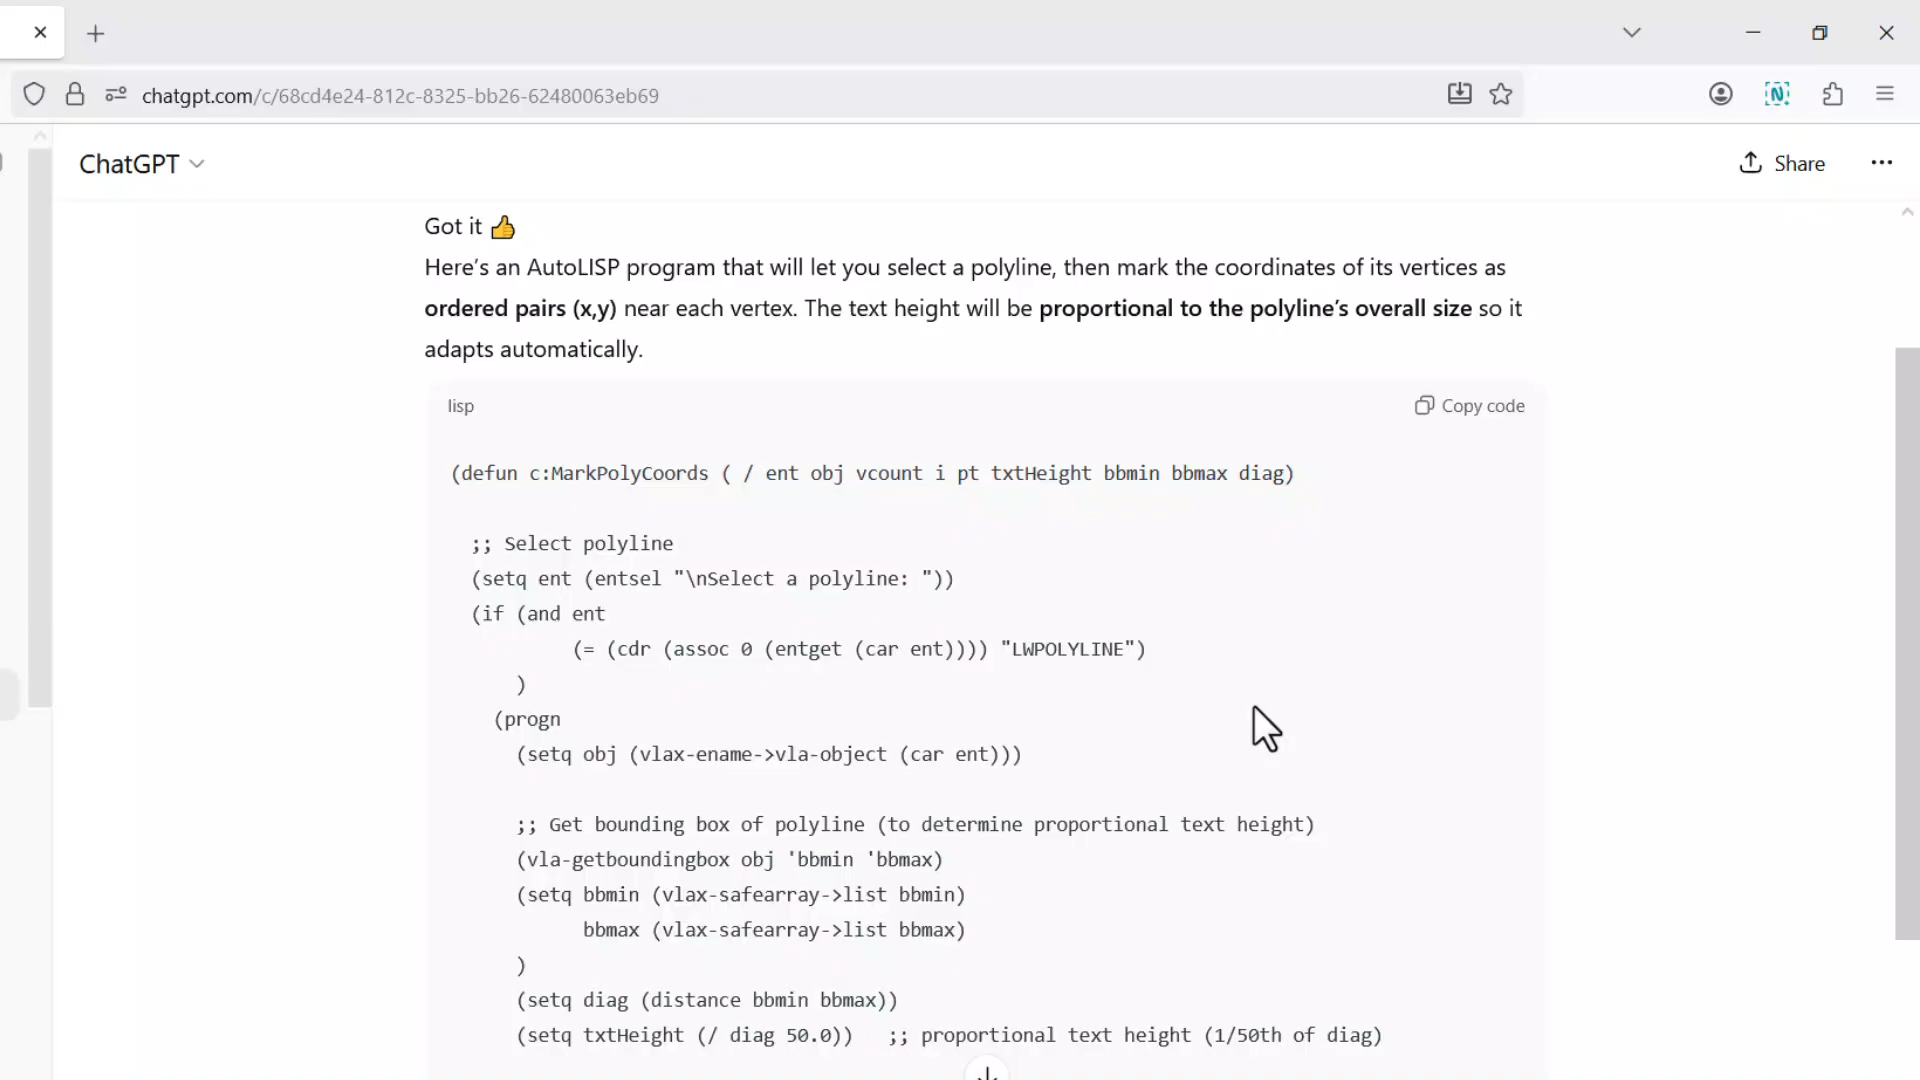 chatgpt.com/c/68cd4e24-812c-8325-bb26-62480063eb69
N
ChatGPT
Share
Got it 👍
Here’s an AutoLISP program that will let you select a polyline, then mark the coordinates of its vertices as
ordered pairs (x,y) near each vertex. The text height will be proportional to the polyline’s overall size so it
adapts automatically.
lisp
Copy code
(defun c:MarkPolyCoords ( / ent obj vcount i pt txtHeight bbmin bbmax diag)
;; Select polyline
(setq ent (entsel "\nSelect a polyline: "))
(if (and ent
(= (cdr (assoc 0 (entget (car ent)))) "LWPOLYLINE")
)
(progn
(setq obj (vlax-ename->vla-object (car ent)))
;; Get bounding box of polyline (to determine proportional text height)
(vla-getboundingbox obj 'bbmin 'bbmax)
(setq bbmin (vlax-safearray->list bbmin)
bbmax (vlax-safearray->list bbmax)
)
(setq diag (distance bbmin bbmax))
(setq txtHeight (/ diag 50.0))   ;; proportional text height (1/50th of diag)